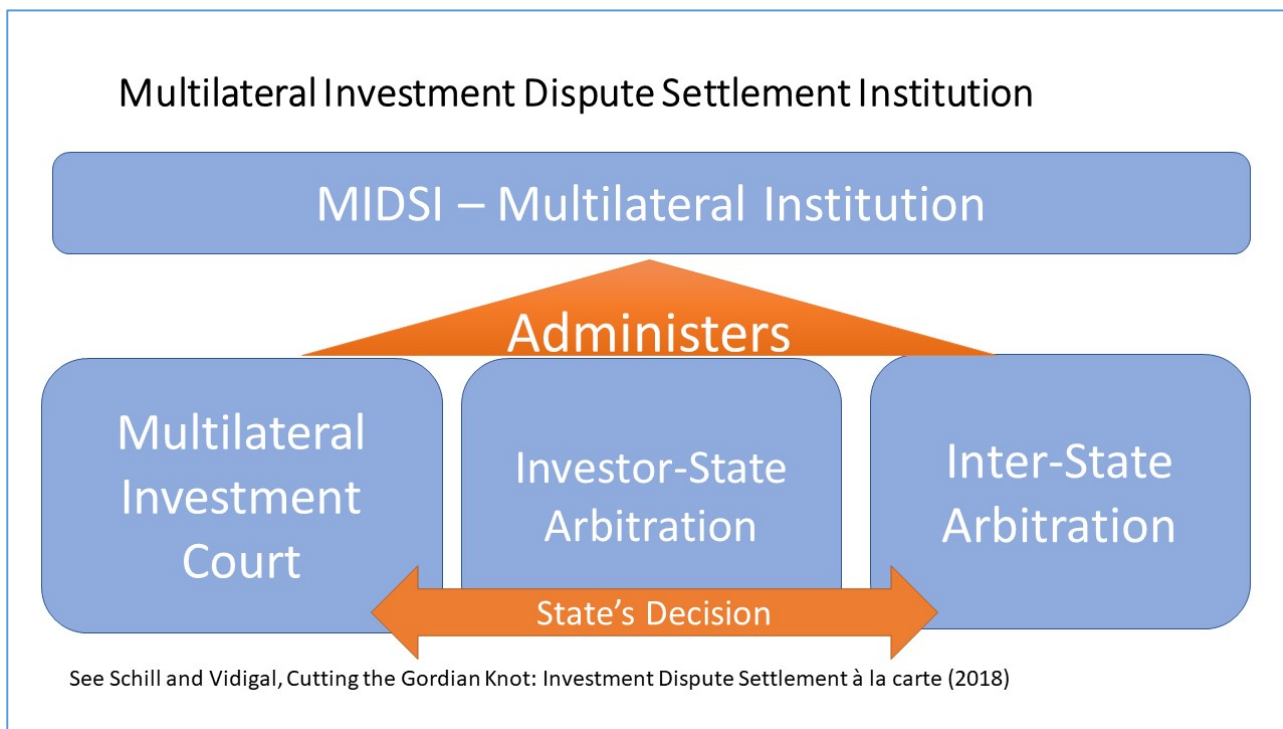 Multilateral Investment Dispute Settlement Institution
MIDSI – Multilateral Institution
Administers
Multilateral
Investment
Court
Investor-State
Arbitration
Inter-State
Arbitration
State’s Decision
See Schill and Vidigal, Cutting the Gordian Knot: Investment Dispute Settlement à la carte (2018)